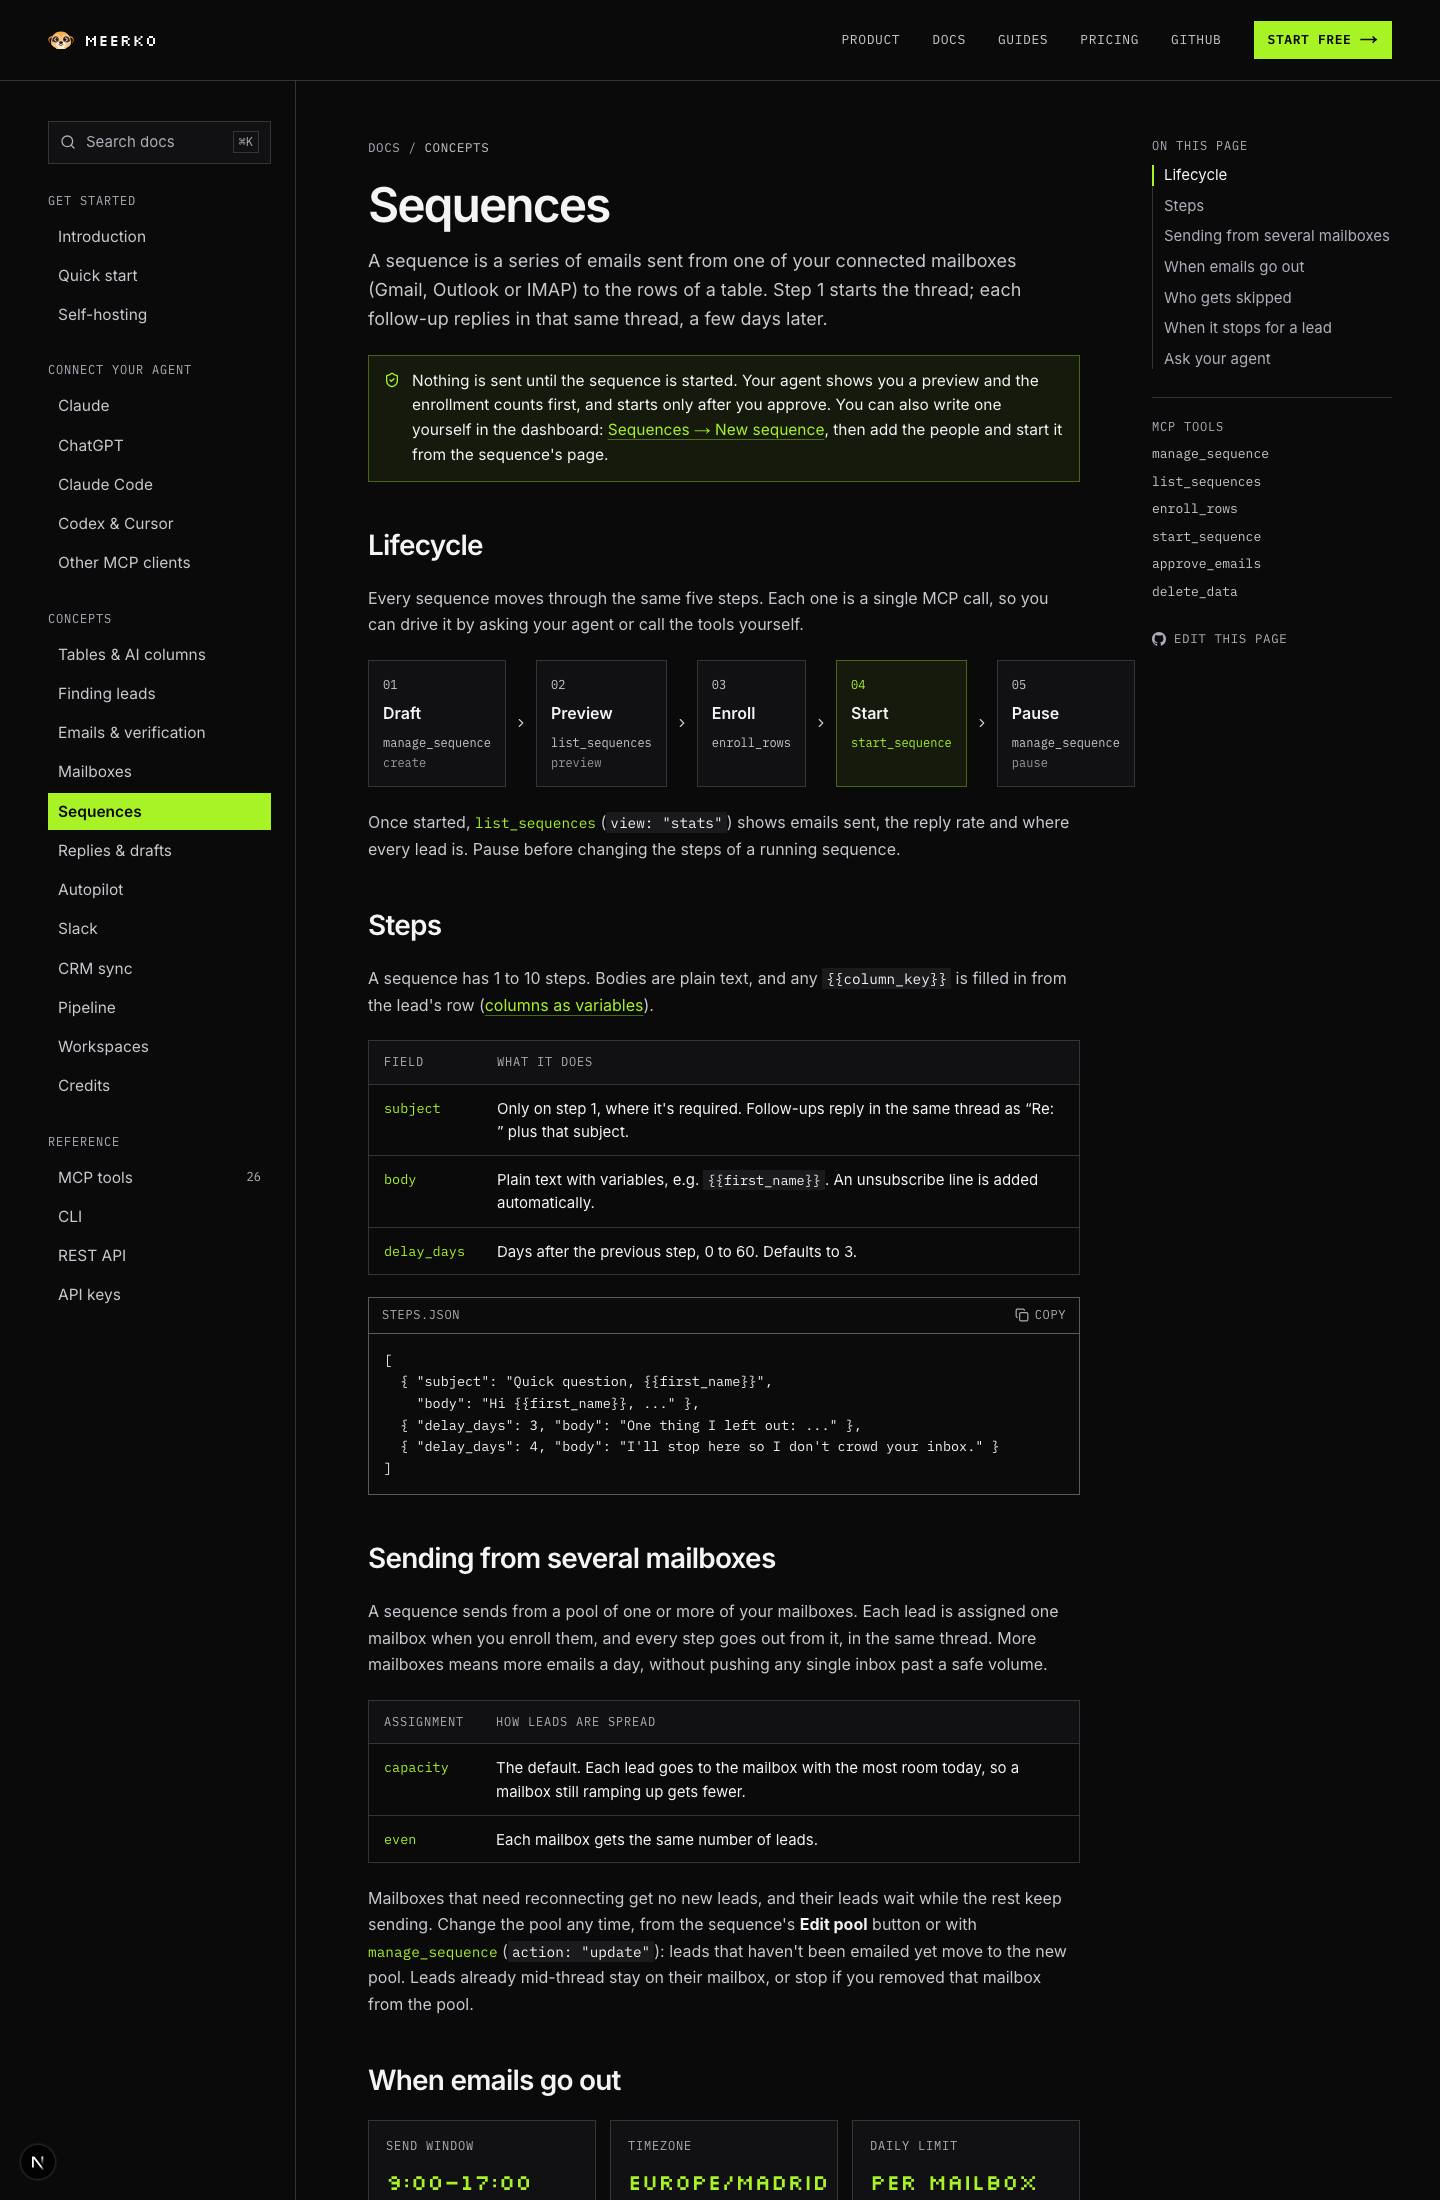 MEERKO
PRODUCT
DOCS
GUIDES
PRICING
GITHUB
START FREE →
Search docs
⌘K
GET STARTED
Introduction
Quick start
Self-hosting
CONNECT YOUR AGENT
Claude
ChatGPT
Claude Code
Codex & Cursor
Other MCP clients
CONCEPTS
Tables & AI columns
Finding leads
Emails & verification
Mailboxes
Sequences
Replies & drafts
Autopilot
Slack
CRM sync
Pipeline
Workspaces
Credits
REFERENCE
MCP tools 26
CLI
REST API
API keys
DOCS / CONCEPTS
Sequences
A sequence is a series of emails sent from one of your connected mailboxes
(Gmail, Outlook or IMAP) to the rows of a table. Step 1 starts the thread; each
follow-up replies in that same thread, a few days later.
Nothing is sent until the sequence is started. Your agent shows you a preview and the
enrollment counts first, and starts only after you approve. You can also write one
yourself in the dashboard: Sequences → New sequence, then add the people and start it
from the sequence's page.
Lifecycle
Every sequence moves through the same five steps. Each one is a single MCP call, so you
can drive it by asking your agent or call the tools yourself.
01
Draft
manage_sequence
create
02
Preview
list_sequences
preview
03
Enroll
enroll_rows
04
Start
start_sequence
05
Pause
manage_sequence
pause
Once started, list_sequences (view: "stats") shows emails sent, the reply rate and where
every lead is. Pause before changing the steps of a running sequence.
Steps
A sequence has 1 to 10 steps. Bodies are plain text, and any {{column_key}} is filled in from
the lead's row (columns as variables).
FIELD WHAT IT DOES
subject Only on step 1, where it's required. Follow-ups reply in the same thread as “Re:
” plus that subject.
body Plain text with variables, e.g. {{first_name}}. An unsubscribe line is added
automatically.
delay_days Days after the previous step, 0 to 60. Defaults to 3.
STEPS.JSON COPY
[
{ "subject": "Quick question, {{first_name}}",
"body": "Hi {{first_name}}, ..." },
{ "delay_days": 3, "body": "One thing I left out: ..." },
{ "delay_days": 4, "body": "I'll stop here so I don't crowd your inbox." }
]
Sending from several mailboxes
A sequence sends from a pool of one or more of your mailboxes. Each lead is assigned one
mailbox when you enroll them, and every step goes out from it, in the same thread. More
mailboxes means more emails a day, without pushing any single inbox past a safe volume.
ASSIGNMENT HOW LEADS ARE SPREAD
capacity The default. Each lead goes to the mailbox with the most room today, so a
mailbox still ramping up gets fewer.
even Each mailbox gets the same number of leads.
Mailboxes that need reconnecting get no new leads, and their leads wait while the rest keep
sending. Change the pool any time, from the sequence's Edit pool button or with
manage_sequence (action: "update"): leads that haven't been emailed yet move to the new
pool. Leads already mid-thread stay on their mailbox, or stop if you removed that mailbox
from the pool.
When emails go out
SEND WINDOW
9:00–17:00
TIMEZONE
EUROPE/MADRID
DAILY LIMIT
PER MAILBOX
ON THIS PAGE
Lifecycle
Steps
Sending from several mailboxes
When emails go out
Who gets skipped
When it stops for a lead
Ask your agent
MCP TOOLS
manage_sequence
list_sequences
enroll_rows
start_sequence
approve_emails
delete_data
EDIT THIS PAGE
N